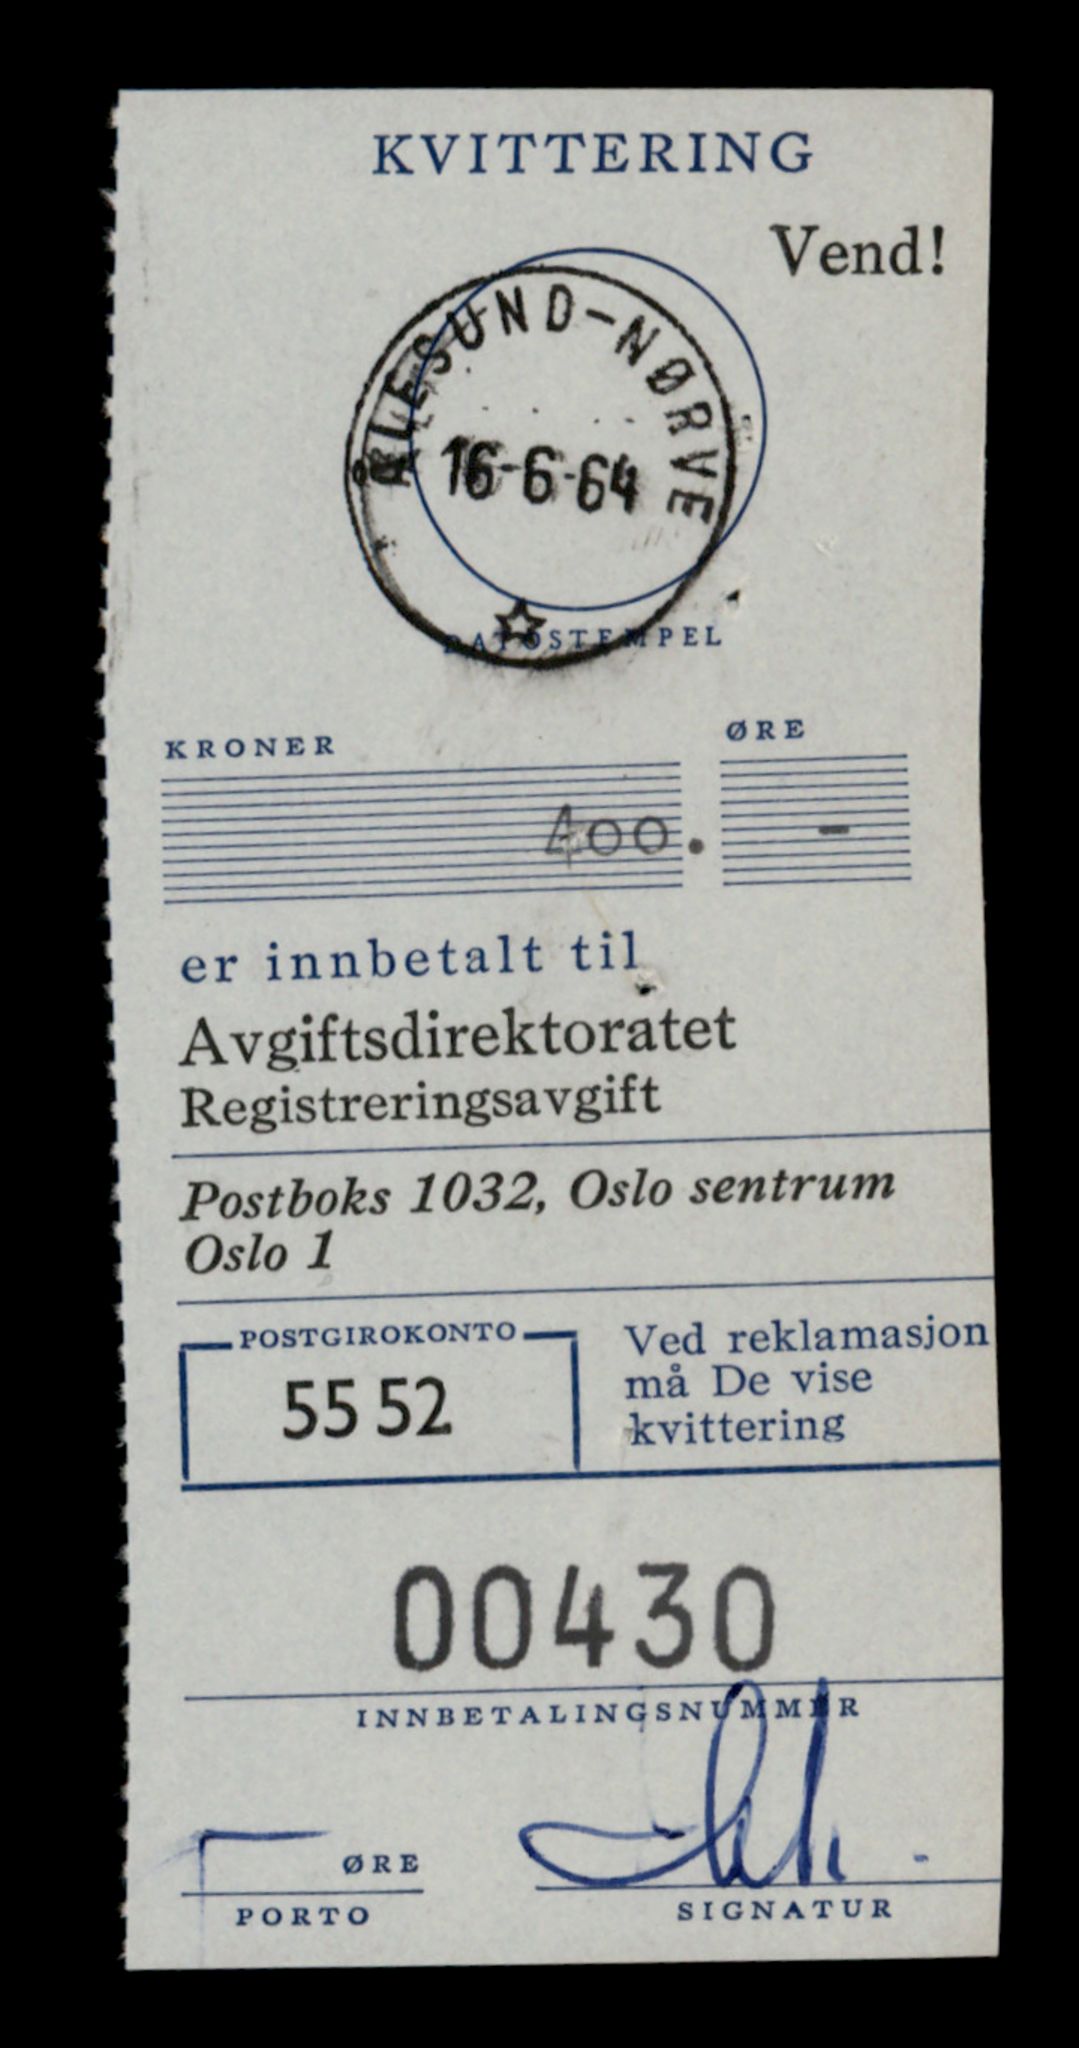 KVITTERING
Vend!
ÅLESUND-NØRVE
16-6-64
DATOSTEMPEL
KRONER
ØRE
400. -
er innbetalt til
Avgiftsdirektoratet
Registreringsavgift
Postboks 1032, Oslo sentrum
Oslo 1
POSTGIROKONTO
55 52
Ved reklamasjon
må De vise
kvittering
00430
INNBETALINGSNUMMER
ØRE
PORTO
SIGNATUR